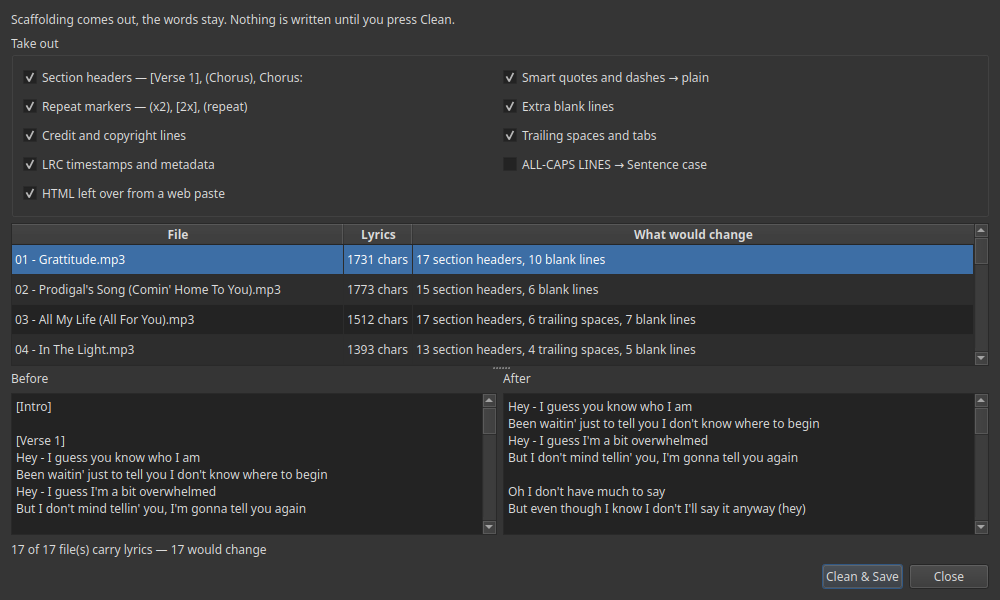 Scaffolding comes out, the words stay. Nothing is written until you press Clean.
Take out
Section headers — [Verse 1], (Chorus), Chorus:
Repeat markers — (x2), [2x], (repeat)
Credit and copyright lines
LRC timestamps and metadata
HTML left over from a web paste
Smart quotes and dashes → plain
Extra blank lines
Trailing spaces and tabs
ALL-CAPS LINES → Sentence case
File Lyrics What would change
01 - Grattitude.mp3 1731 chars 17 section headers, 10 blank lines
02 - Prodigal's Song (Comin' Home To You).mp3 1773 chars 15 section headers, 6 blank lines
03 - All My Life (All For You).mp3 1512 chars 17 section headers, 6 trailing spaces, 7 blank lines
04 - In The Light.mp3 1393 chars 13 section headers, 4 trailing spaces, 5 blank lines
Before
[Intro]
[Verse 1]
Hey - I guess you know who I am
Been waitin' just to tell you I don't know where to begin
Hey - I guess I'm a bit overwhelmed
But I don't mind tellin' you, I'm gonna tell you again
After
Hey - I guess you know who I am
Been waitin' just to tell you I don't know where to begin
Hey - I guess I'm a bit overwhelmed
But I don't mind tellin' you, I'm gonna tell you again
Oh I don't have much to say
But even though I know I don't I'll say it anyway (hey)
17 of 17 file(s) carry lyrics — 17 would change
Clean & Save Close